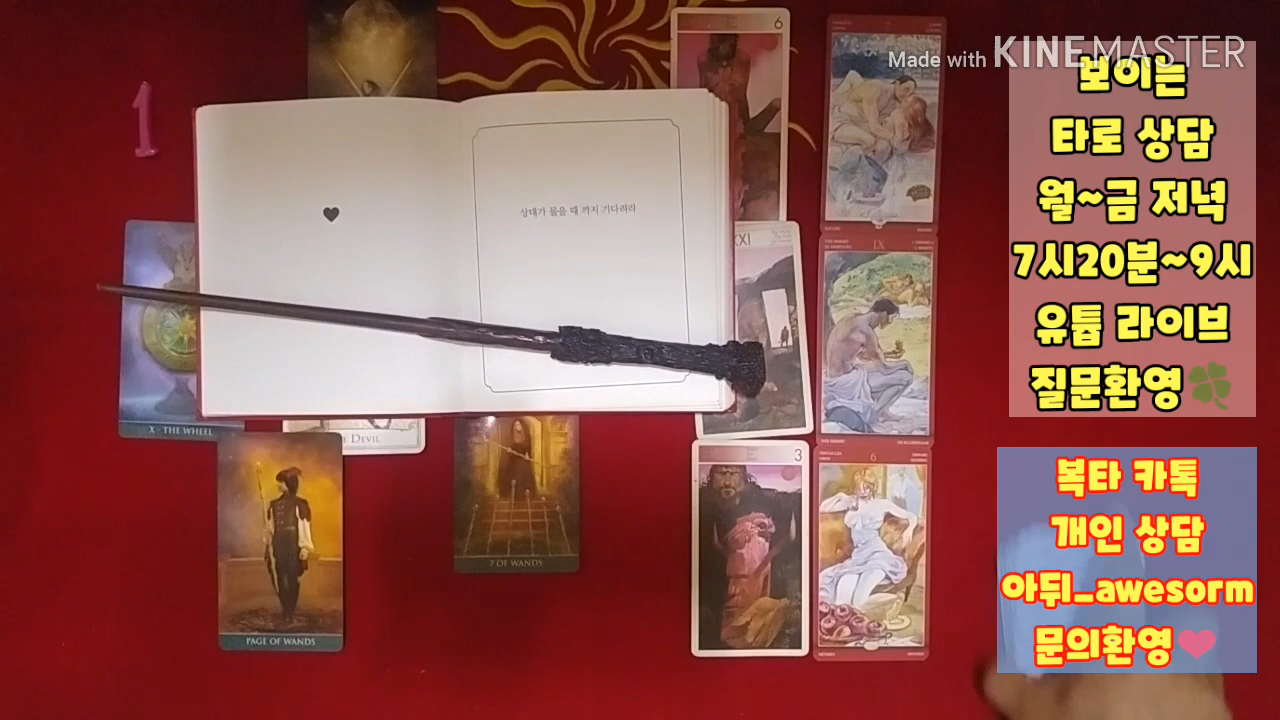 Made with KINEMASTER
보이는
타로 상담
월~금 저녁
7시20분~9시
유튭 라이브
질문환영🍀
복타 카톡
개인 상담
아뒤_awesorm
문의환영❤
1
6
상대가 물을 때 까지 기다려라
XXI
IX
X - THE WHEEL
DEVIL
PAGE OF WANDS
7 OF WANDS
3
6